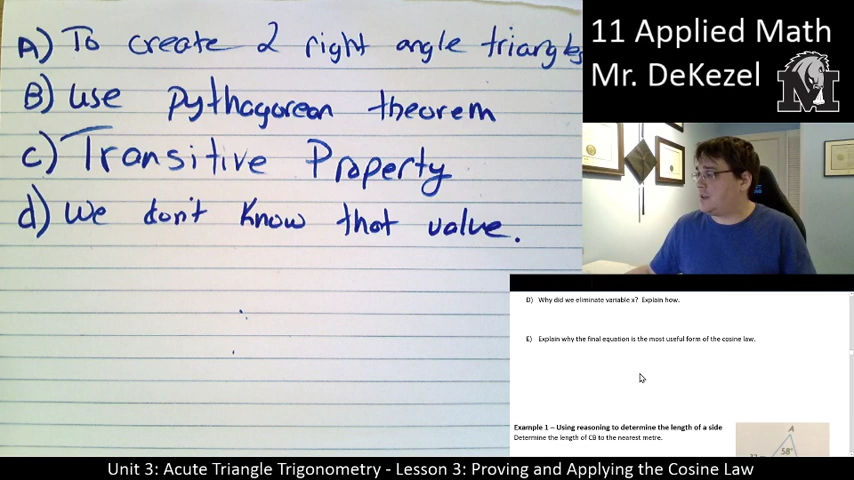 A) To create 2 right angle triangles
B) Use pythagorean theorem
c) Transitive Property
d) We don't know that value.
11 Applied Math
Mr. DeKezel
M
D) Why did we eliminate variable x? Explain how.
E) Explain why the final equation is the most useful form of the cosine law.
Example 1 – Using reasoning to determine the length of a side
Determine the length of CB to the nearest metre.
A
58°
Unit 3: Acute Triangle Trigonometry - Lesson 3: Proving and Applying the Cosine Law